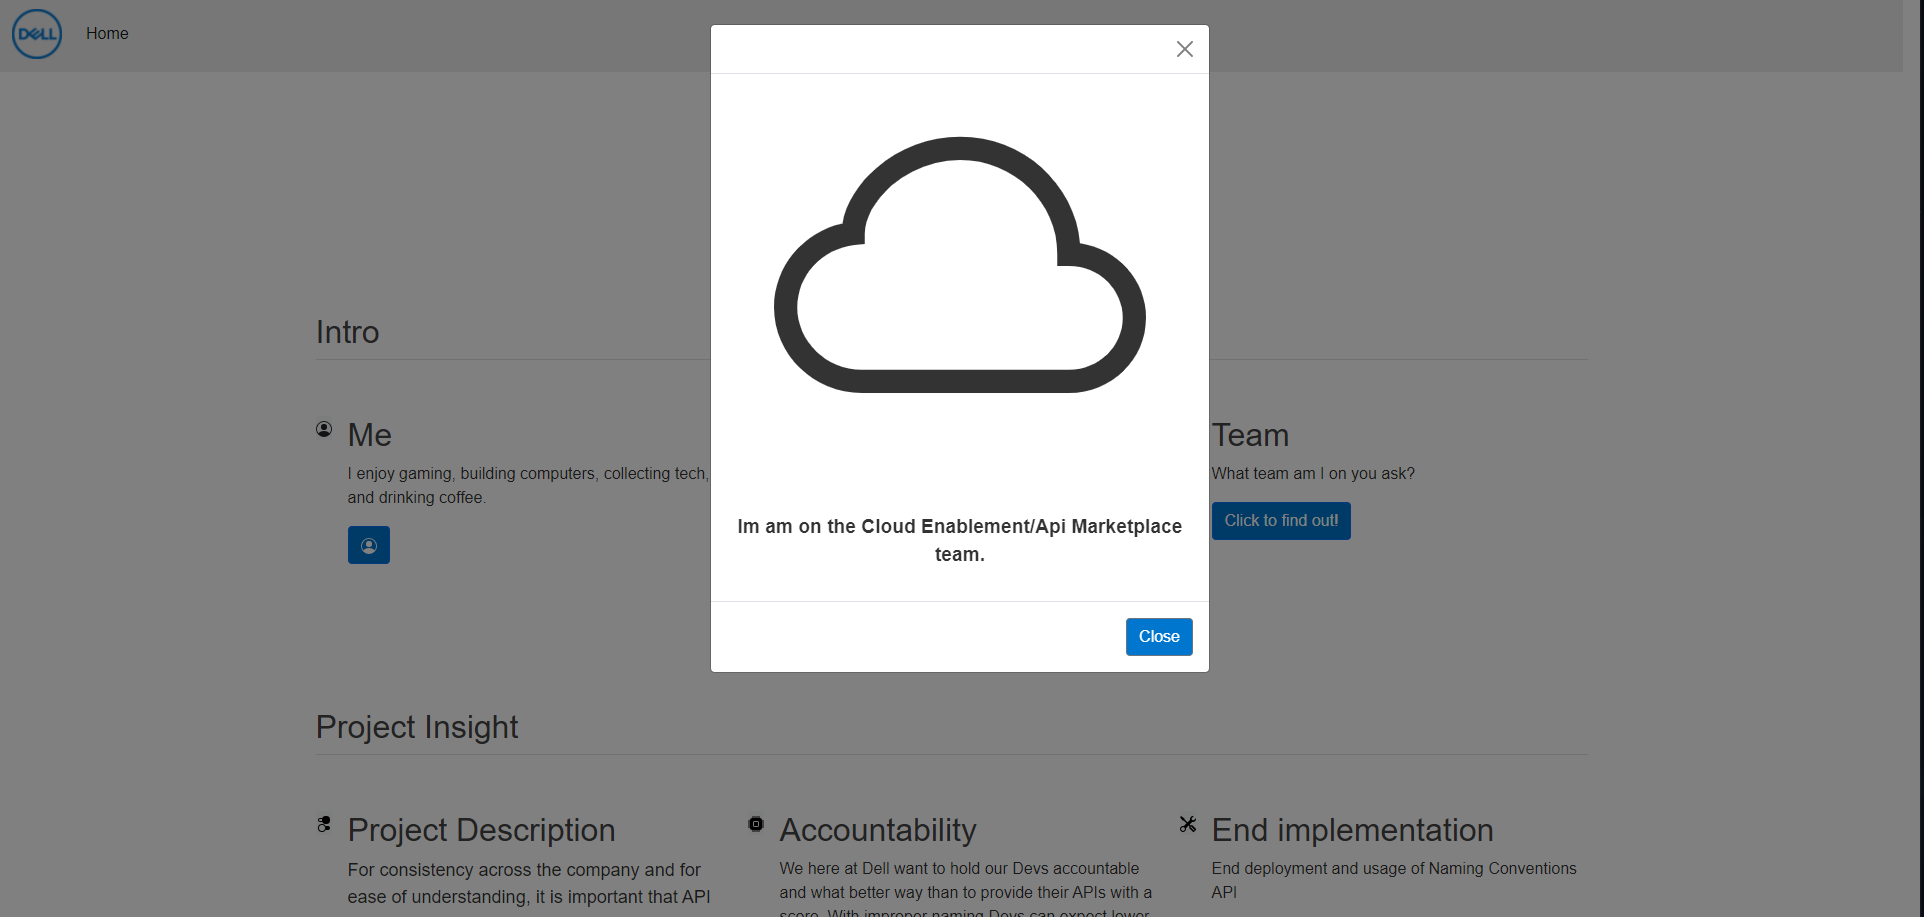 DELL
Home
Intro
Me
I enjoy gaming, building computers, collecting tech,
and drinking coffee.
Im am on the Cloud Enablement/Api Marketplace
team.
Close
Team
What team am I on you ask?
Click to find out!
Project Insight
Project Description
For consistency across the company and for
ease of understanding, it is important that API
Accountability
We here at Dell want to hold our Devs accountable
and what better way than to provide their APIs with a
score. With improper naming Devs can expect lower
End implementation
End deployment and usage of Naming Conventions
API